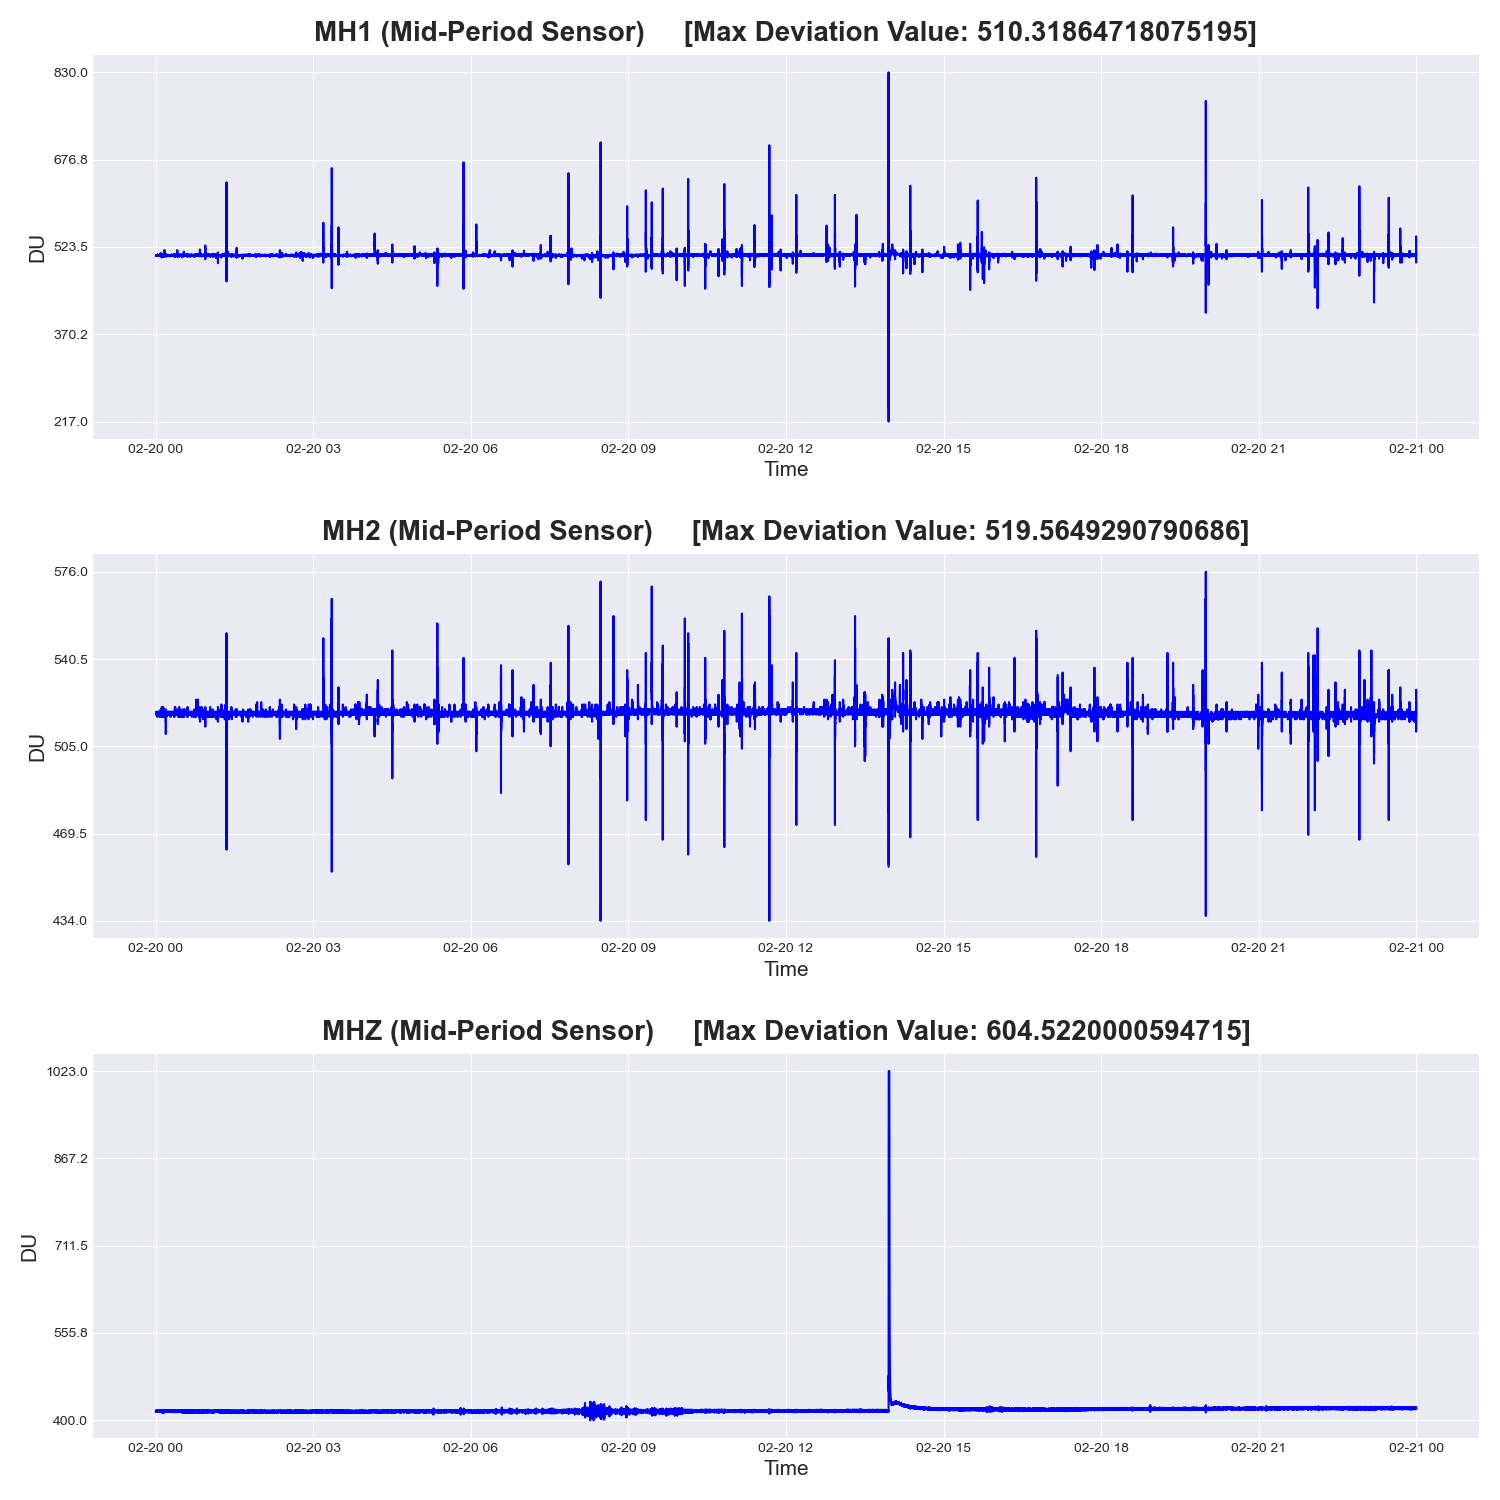 MH1 (Mid-Period Sensor)     [Max Deviation Value: 510.31864718075195]
830.0
676.8
523.5
370.2
217.0
DU
02-20 00 02-20 03 02-20 06 02-20 09 02-20 12 02-20 15 02-20 18 02-20 21 02-21 00
Time
MH2 (Mid-Period Sensor)     [Max Deviation Value: 519.5649290790686]
576.0
540.5
505.0
469.5
434.0
DU
02-20 00 02-20 03 02-20 06 02-20 09 02-20 12 02-20 15 02-20 18 02-20 21 02-21 00
Time
MHZ (Mid-Period Sensor)     [Max Deviation Value: 604.5220000594715]
1023.0
867.2
711.5
555.8
400.0
DU
02-20 00 02-20 03 02-20 06 02-20 09 02-20 12 02-20 15 02-20 18 02-20 21 02-21 00
Time